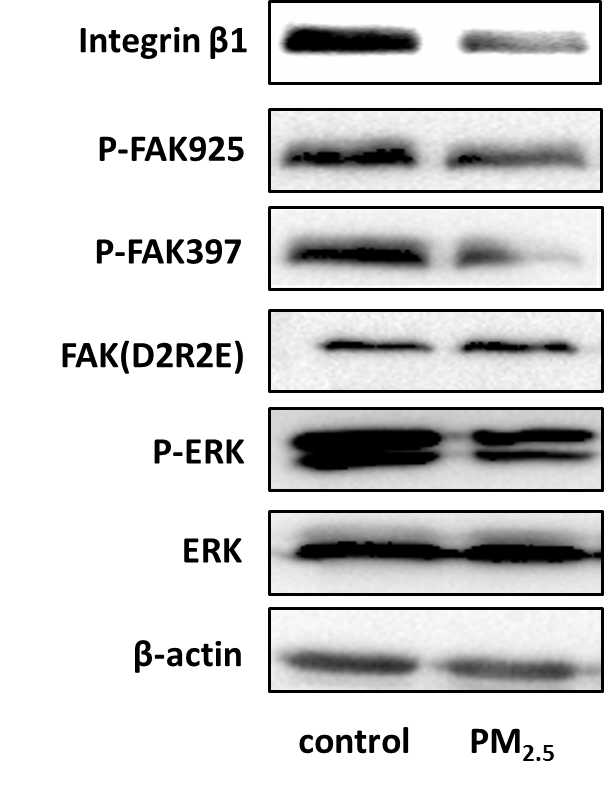 Integrin β1
P-FAK925
P-FAK397
FAK(D2R2E)
P-ERK
ERK
β-actin
control PM2.5